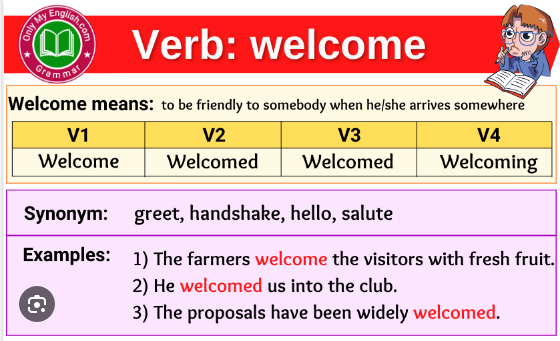 Only My English.com
Grammar
Verb: welcome
Welcome means: to be friendly to somebody when he/she arrives somewhere
V1 V2 V3 V4
Welcome Welcomed Welcomed Welcoming
Synonym: greet, handshake, hello, salute
Examples: 1) The farmers welcome the visitors with fresh fruit.
2) He welcomed us into the club.
3) The proposals have been widely welcomed.